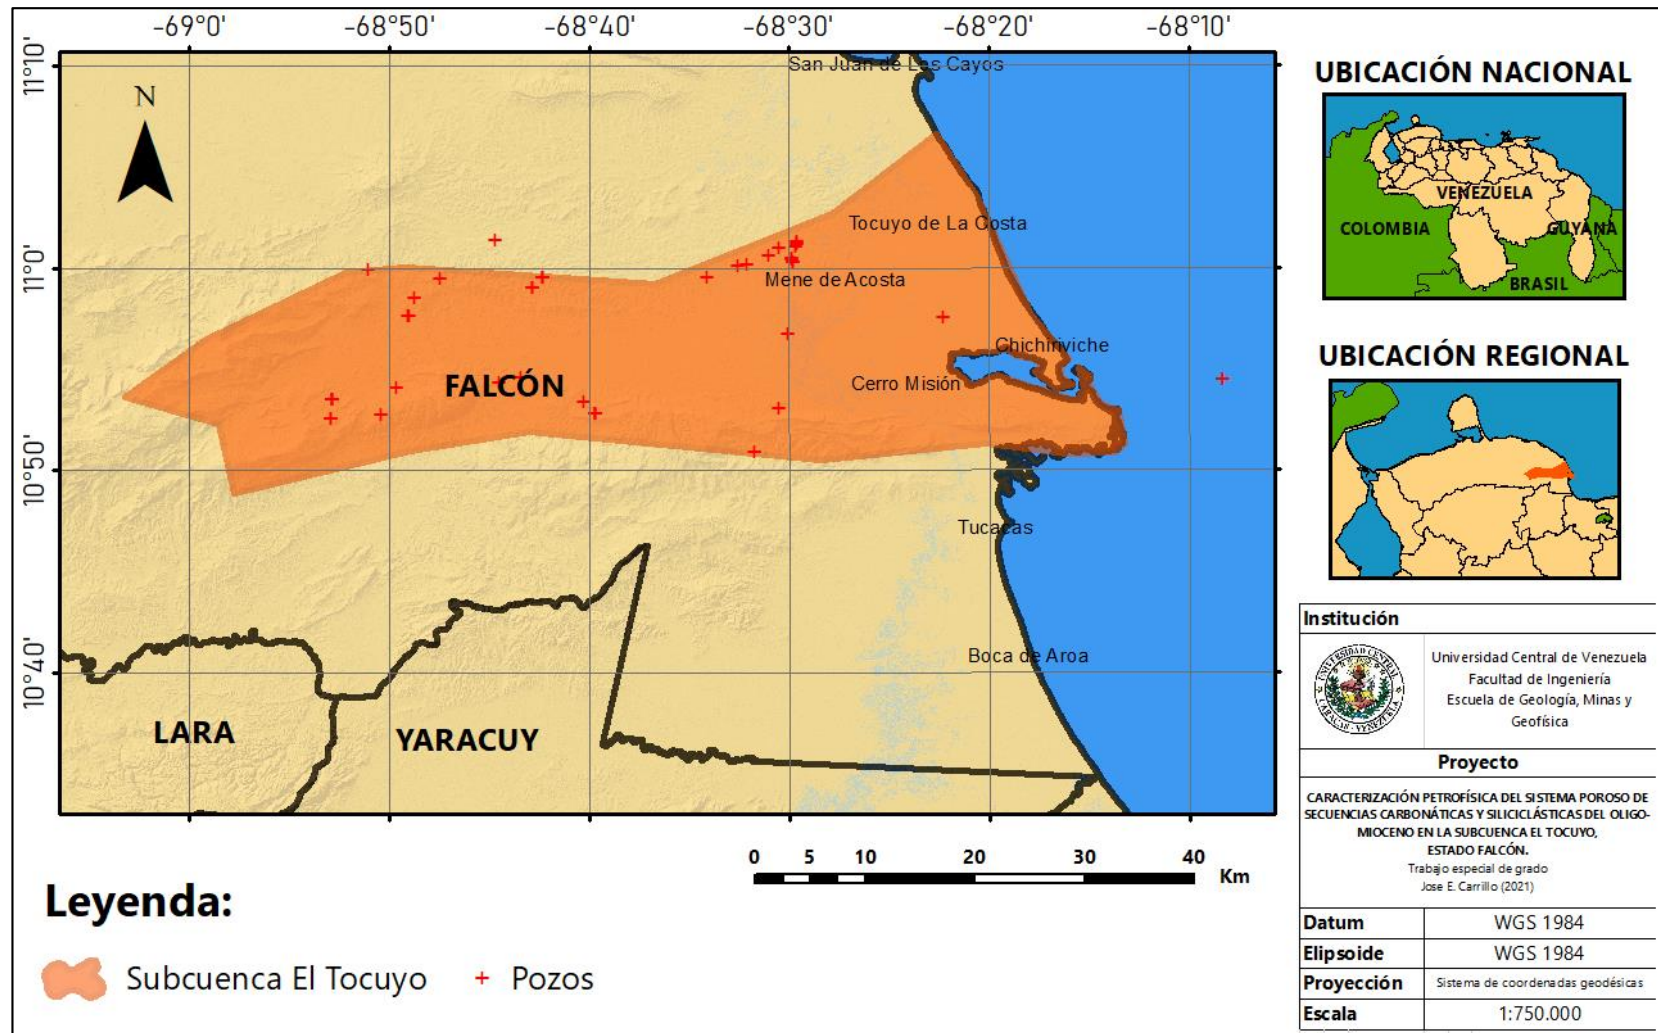 -69°0'
-68°50'
-68°40'
-68°30'
-68°20'
-68°10'
11°10'
11°0'
10°50'
10°40'
N
San Juan de Los Cayos
Tocuyo de La Costa
Mene de Acosta
Chichiriviche
Cerro Misión
FALCÓN
Tucacas
Boca de Aroa
LARA
YARACUY
0 5 10 20 30 40
Km
Leyenda:
Subcuenca El Tocuyo
Pozos
UBICACIÓN NACIONAL
VENEZUELA
COLOMBIA
GUYANA
BRASIL
UBICACIÓN REGIONAL
Institución
UNIVERSIDAD CENTRAL
CARACAS - VENEZUELA
Universidad Central de Venezuela
Facultad de Ingeniería
Escuela de Geología, Minas y
Geofísica
Proyecto
CARACTERIZACIÓN PETROFÍSICA DEL SISTEMA POROSO DE
SECUENCIAS CARBONÁTICAS Y SILICICLÁSTICAS DEL OLIGO-
MIOCENO EN LA SUBCUENCA EL TOCUYO,
ESTADO FALCÓN.
Trabajo especial de grado
Jose E. Carrillo (2021)
Datum WGS 1984
Elipsoide WGS 1984
Proyección Sistema de coordenadas geodésicas
Escala 1:750.000